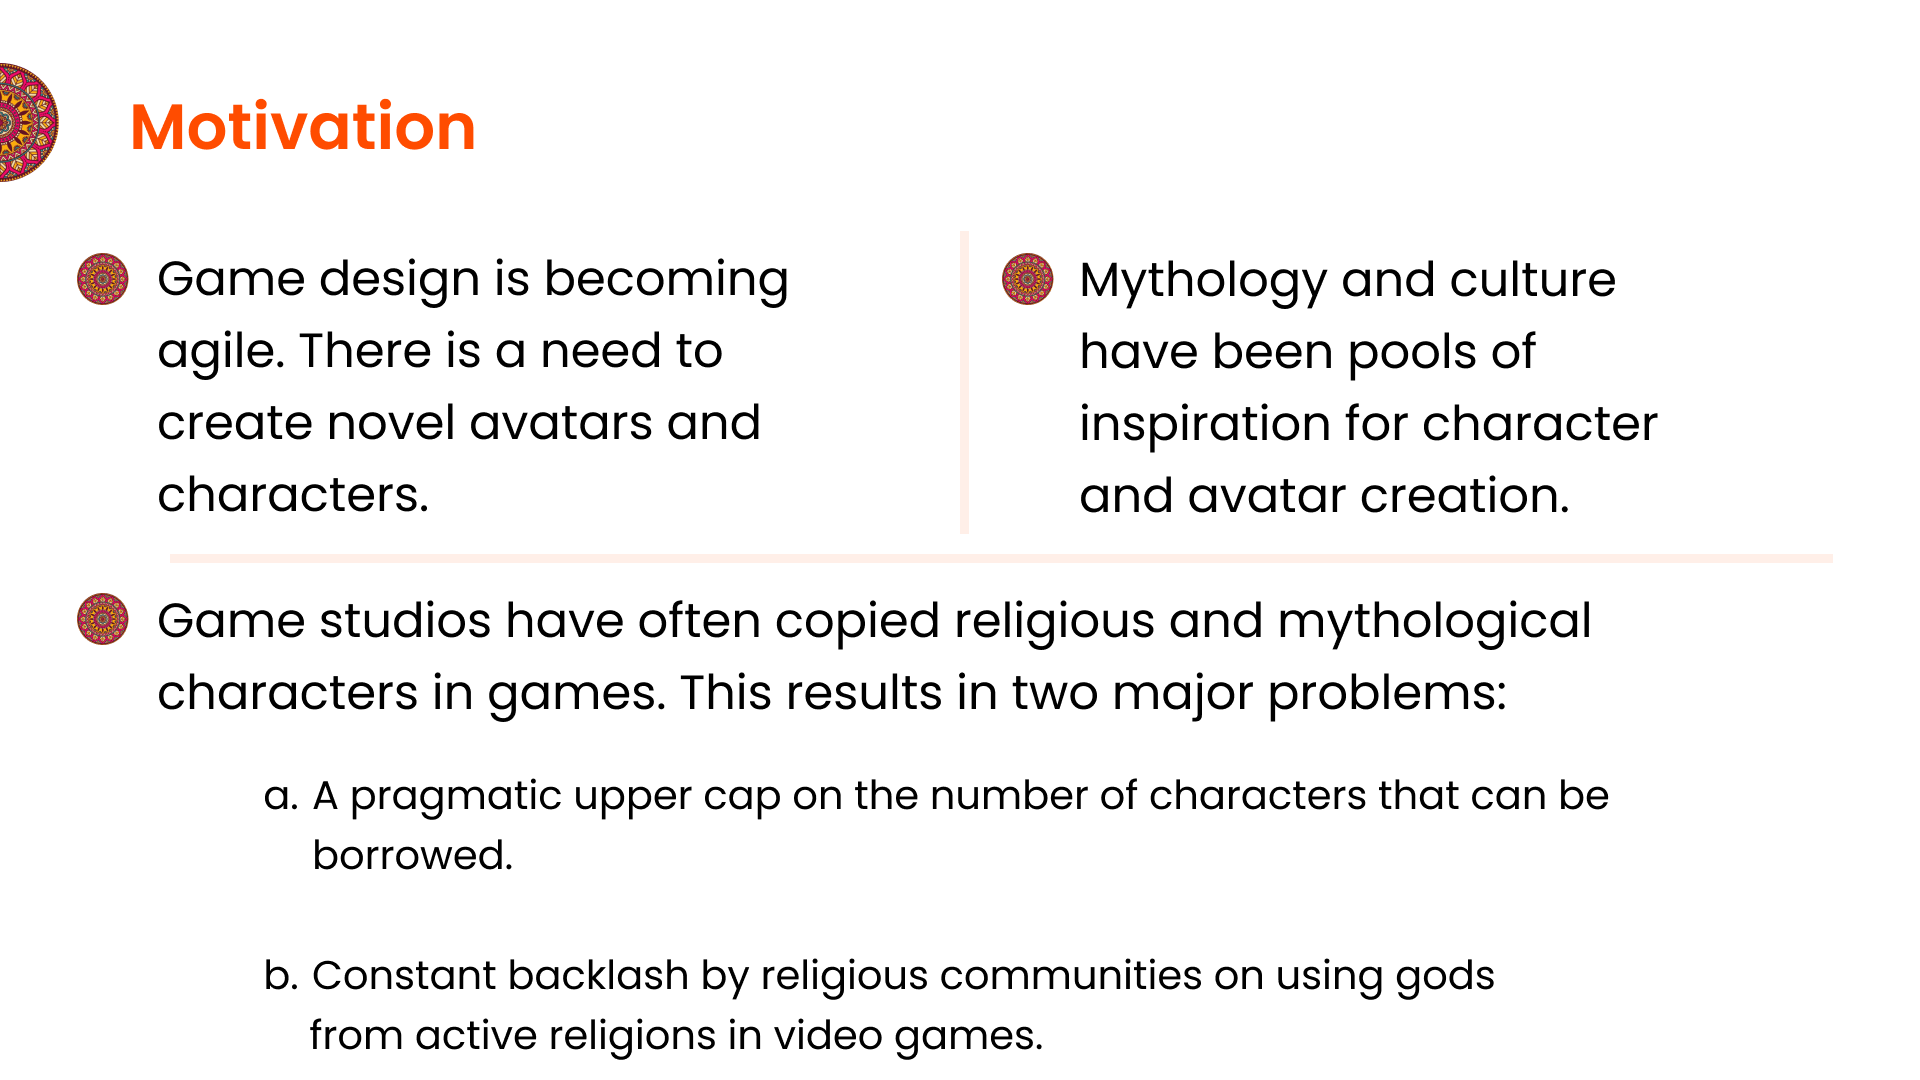 Motivation
Game design is becoming
agile. There is a need to
create novel avatars and
characters.
Mythology and culture
have been pools of
inspiration for character
and avatar creation.
Game studios have often copied religious and mythological
characters in games. This results in two major problems:
a. A pragmatic upper cap on the number of characters that can be
borrowed.
b. Constant backlash by religious communities on using gods
from active religions in video games.